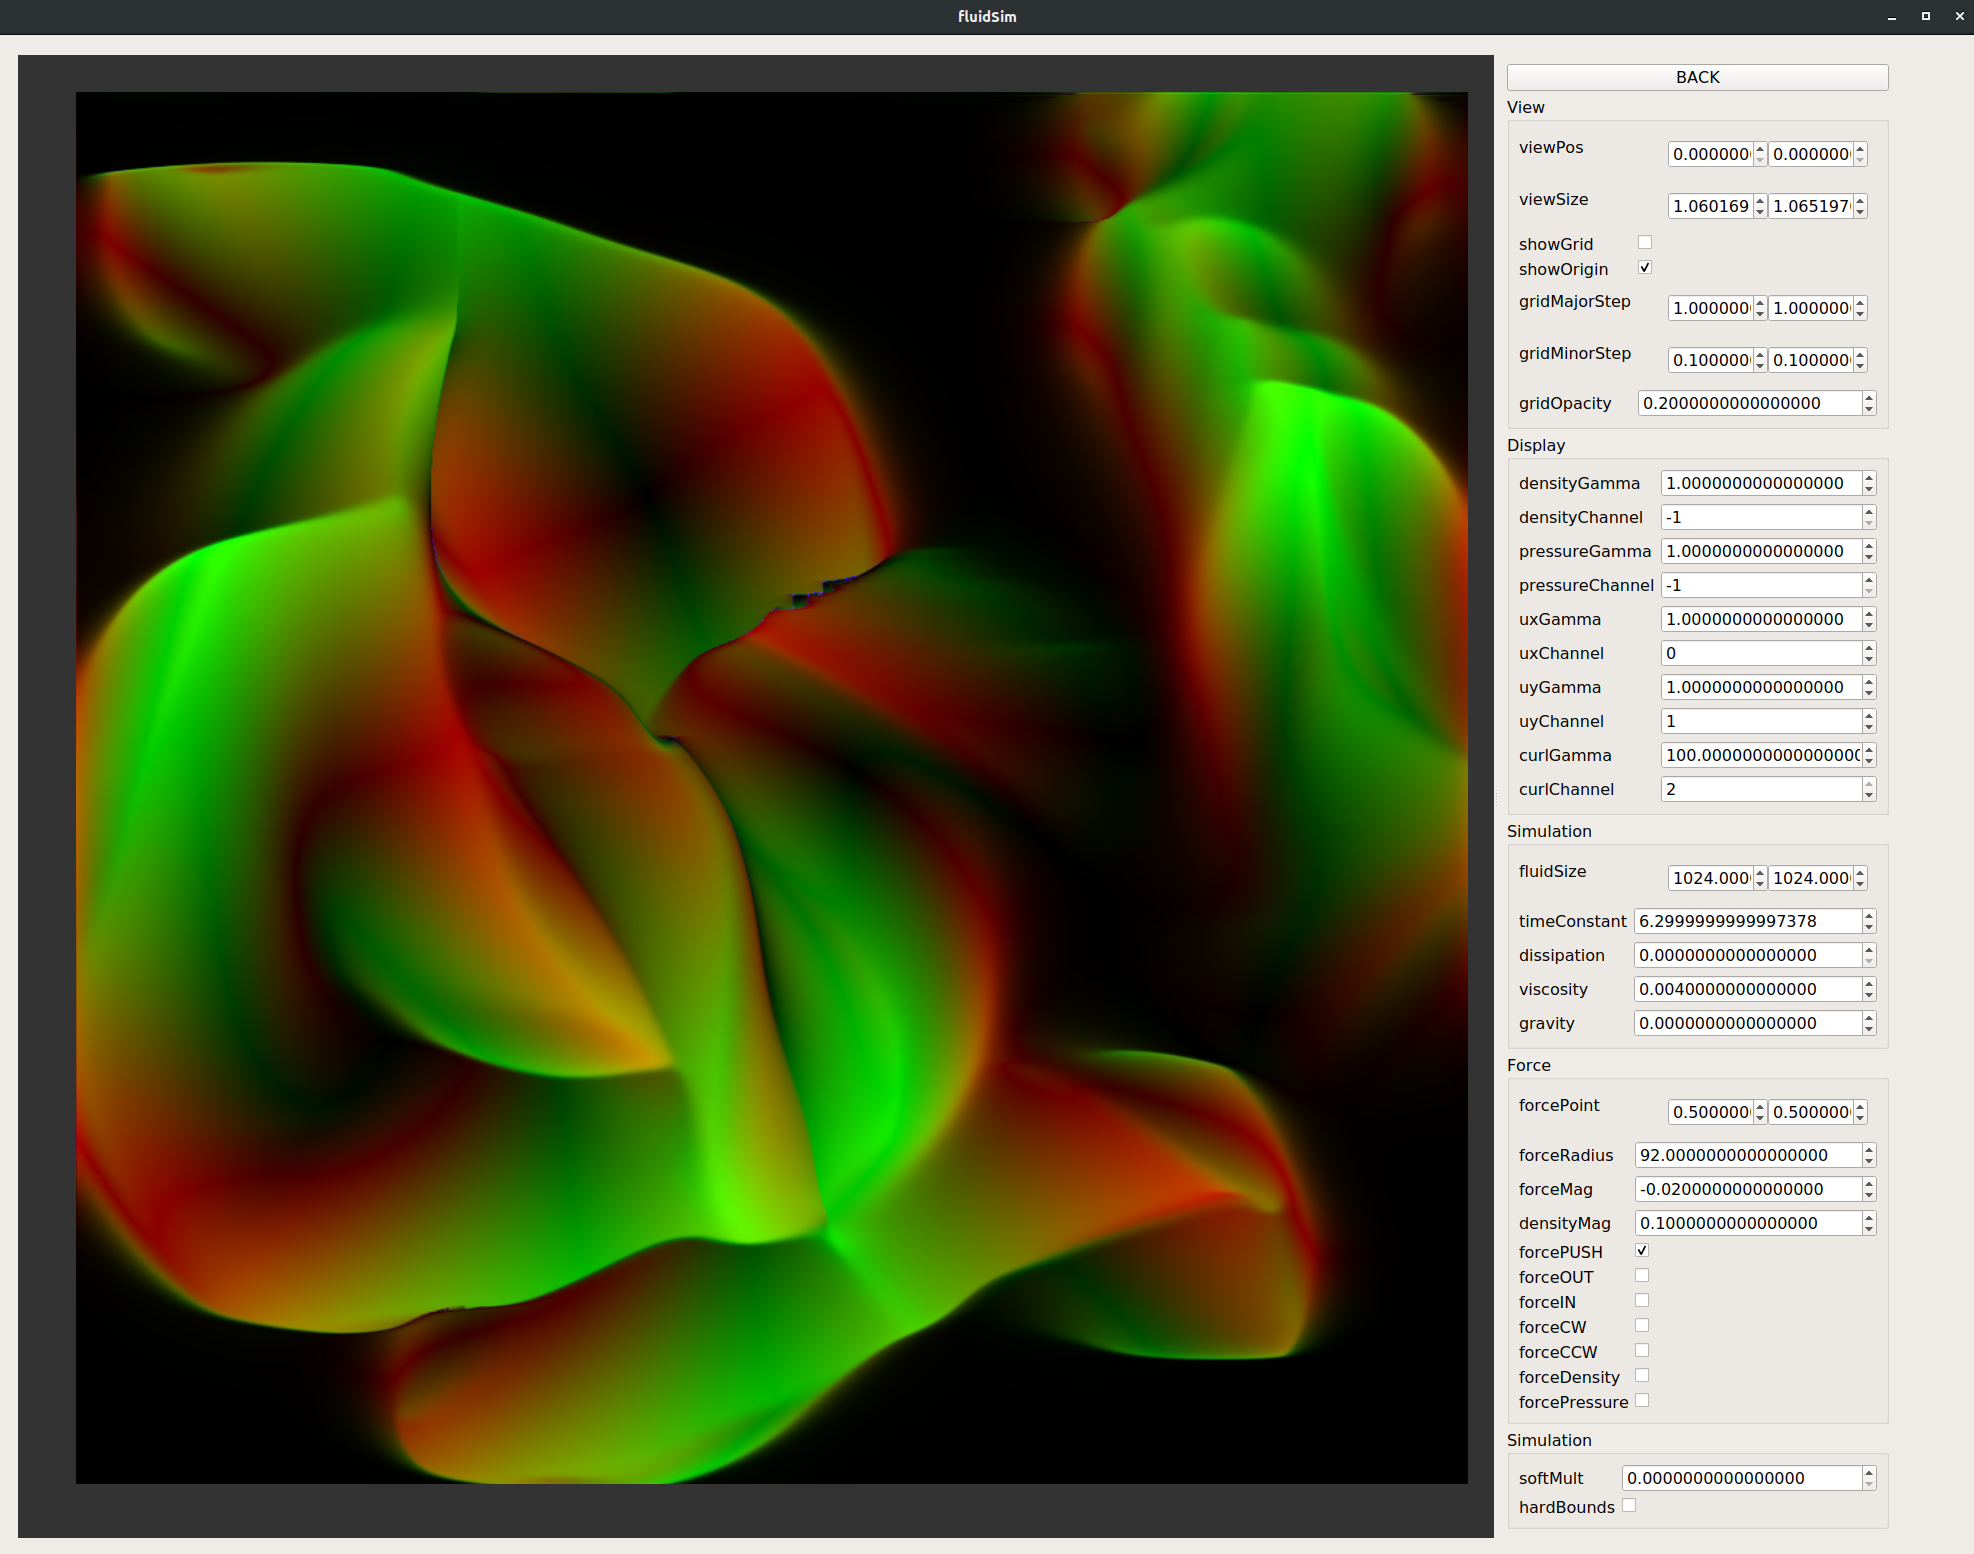 fluidSim
BACK
View
viewPos 0.000000 0.000000
viewSize 1.060169 1.065197
showGrid
showOrigin
gridMajorStep 1.000000 1.000000
gridMinorStep 0.100000 0.100000
gridOpacity 0.2000000000000000
Display
densityGamma 1.0000000000000000
densityChannel -1
pressureGamma 1.0000000000000000
pressureChannel -1
uxGamma 1.0000000000000000
uxChannel 0
uyGamma 1.0000000000000000
uyChannel 1
curlGamma 100.0000000000000000
curlChannel 2
Simulation
fluidSize 1024.000 1024.000
timeConstant 6.2999999999997378
dissipation 0.0000000000000000
viscosity 0.0040000000000000
gravity 0.0000000000000000
Force
forcePoint 0.500000 0.500000
forceRadius 92.0000000000000000
forceMag -0.0200000000000000
densityMag 0.1000000000000000
forcePUSH
forceOUT
forceIN
forceCW
forceCCW
forceDensity
forcePressure
Simulation
softMult 0.0000000000000000
hardBounds